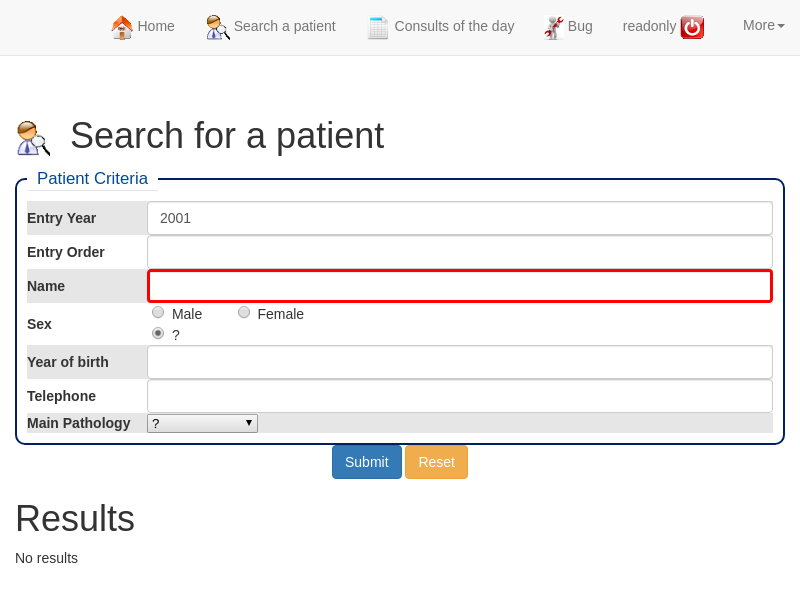 Home Search a patient Consults of the day Bug readonly More
Search for a patient
Patient Criteria
Entry Year 2001
Entry Order
Name
Male Female
Sex
?
Year of birth
Telephone
Main Pathology ?
Submit Reset
Results
No results